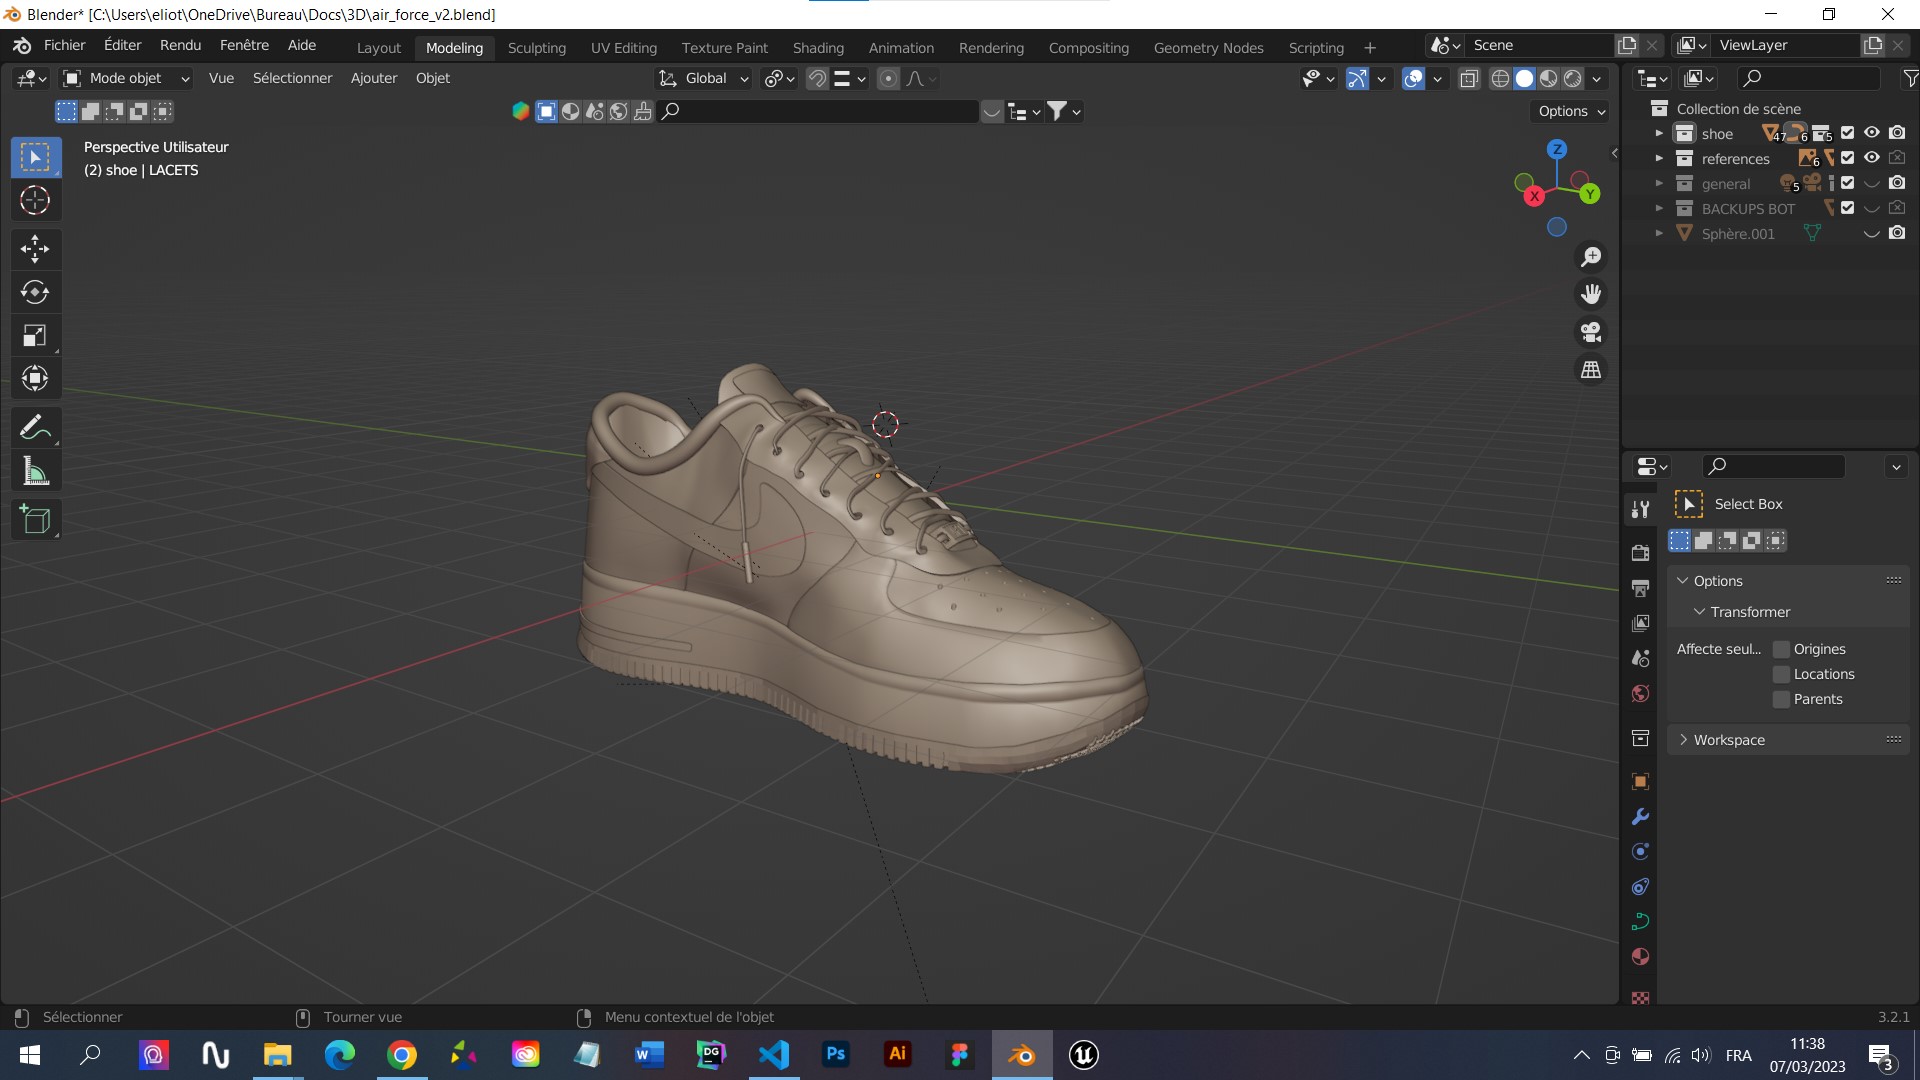 Blender* [C:\Users\eliot\OneDrive\Bureau\Docs\3D\air_force_v2.blend]
Fichier Éditer Rendu Fenêtre Aide Layout Modeling Sculpting UV Editing Texture Paint Shading Animation Rendering Compositing Geometry Nodes Scripting + Scene ViewLayer
Mode objet Vue Sélectionner Ajouter Objet Global
Options
Perspective Utilisateur
(2) shoe | LACETS
Z
X
Y
Collection de scène
shoe 47 6 5
references 6
general 5
BACKUPS BOT
Sphère.001
Select Box
Options
Transformer
Affecte seul... Origines
Locations
Parents
Workspace
Sélectionner Tourner vue Menu contextuel de l'objet 3.2.1
W DG Ps Ai FRA
11:38
07/03/2023
3